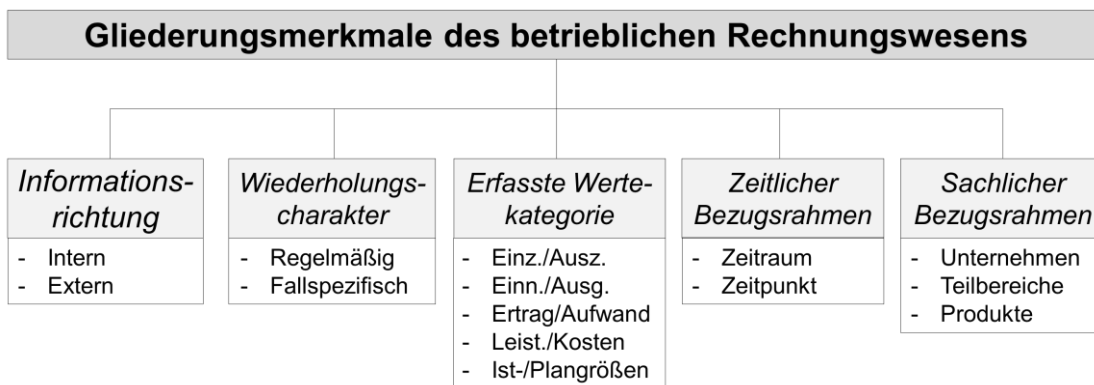 Gliederungsmerkmale des betrieblichen Rechnungswesens
Informations-
richtung
- Intern
- Extern
Wiederholungs-
charakter
- Regelmäßig
- Fallspezifisch
Erfasste Werte-
kategorie
- Einz./Ausz.
- Einn./Ausg.
- Ertrag/Aufwand
- Leist./Kosten
- Ist-/Plangrößen
Zeitlicher
Bezugsrahmen
- Zeitraum
- Zeitpunkt
Sachlicher
Bezugsrahmen
- Unternehmen
- Teilbereiche
- Produkte